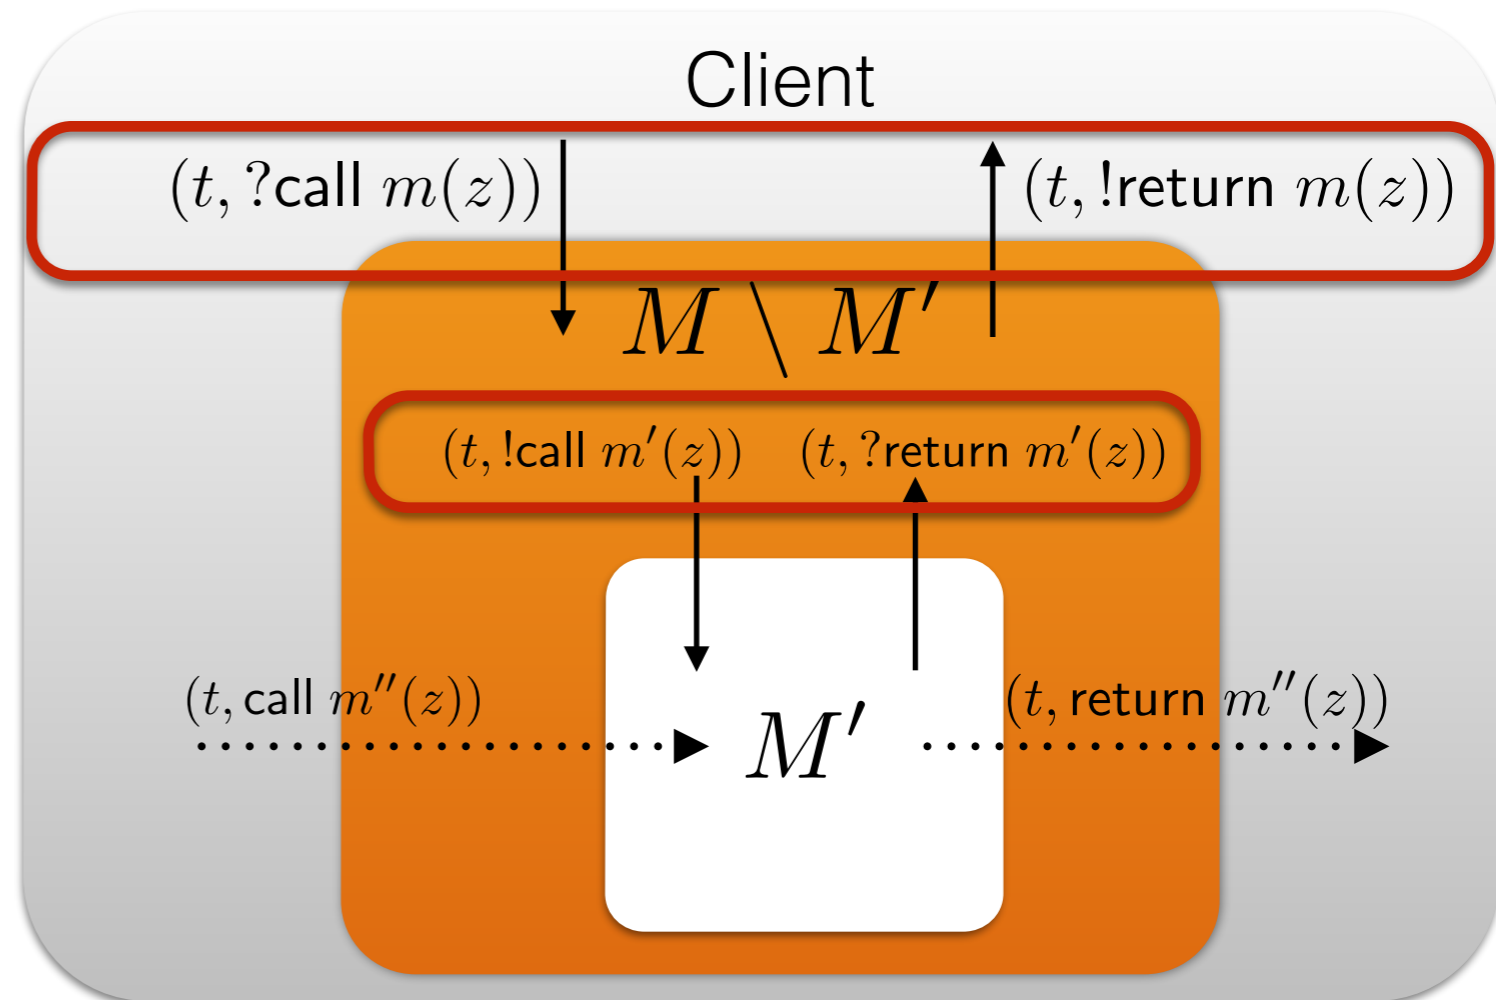 Client
(t, ?call m(z)) (t, !return m(z))
M \ M′
(t, !call m′(z)) (t, ?return m′(z))
(t, call m′′(z)) (t, return m′′(z))
M′